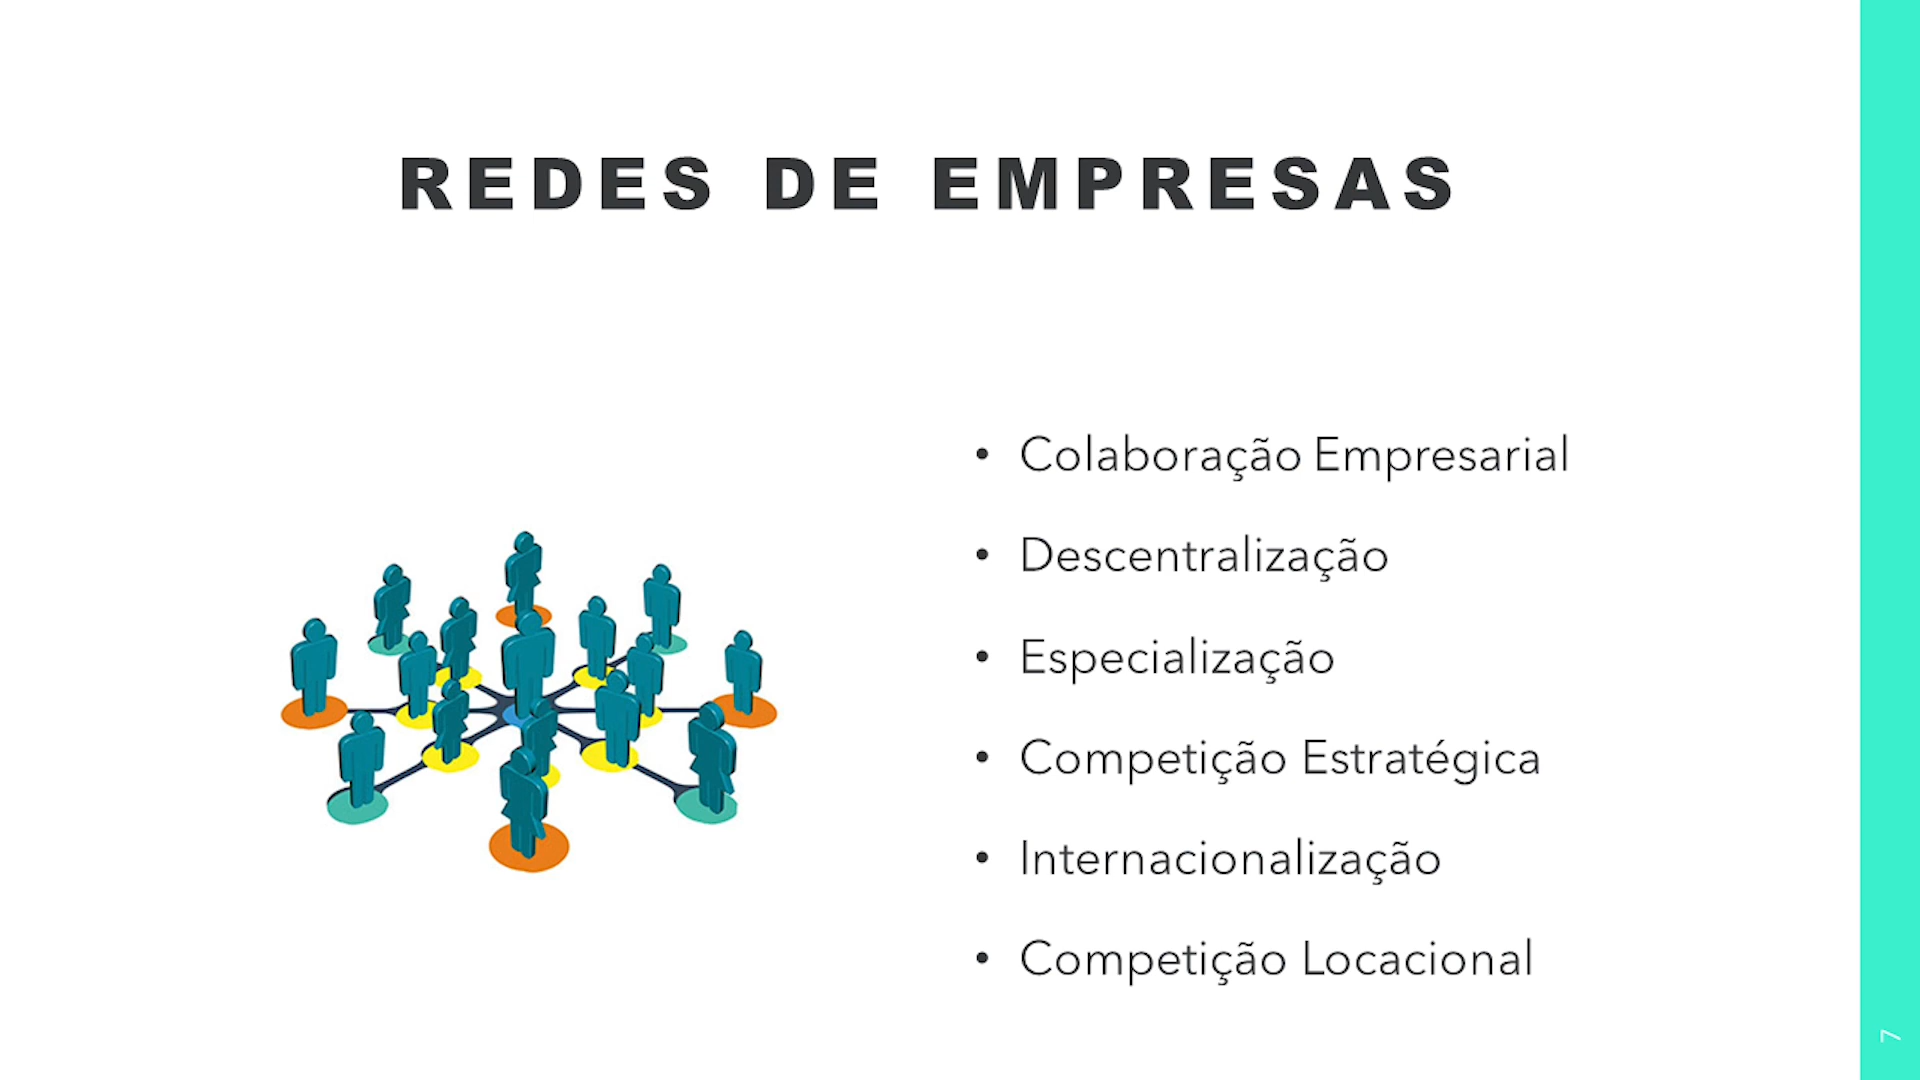 REDES DE EMPRESAS
• Colaboração Empresarial
• Descentralização
• Especialização
• Competição Estratégica
• Internacionalização
• Competição Locacional
7